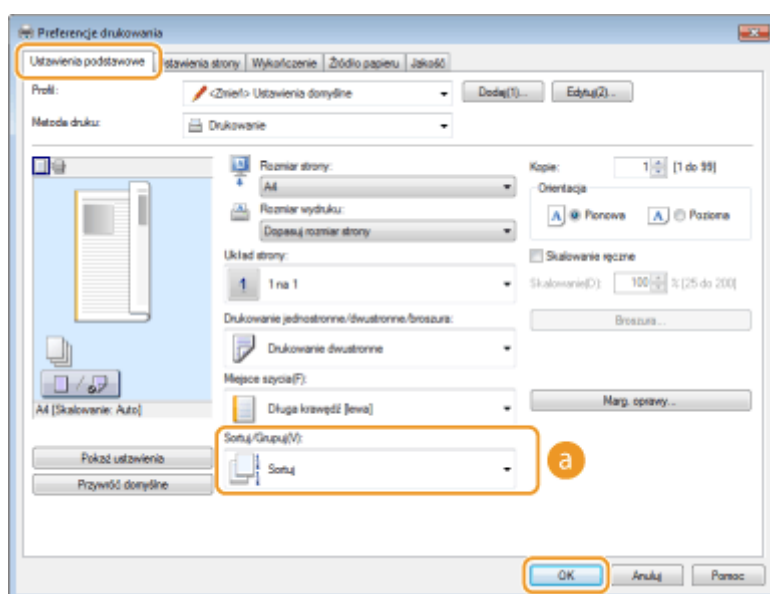 Preferencje drukowania
Ustawienia podstawowe Ustawienia strony Wykończenie Źródło papieru Jakość
Profil: <Zmień> Ustawienia domyślne Dodaj(1)... Edytuj(2)...
Metoda druku: Drukowanie
Rozmiar strony: Kopie: 1 [1 do 99]
A4 Orientacja
Rozmiar wydruku: A Pionowa A Pozioma
Dopasuj rozmiar strony
Układ strony: Skalowanie ręczne
1 1 na 1 Skalowanie(D): 100 % [25 do 200]
Drukowanie jednostronne/dwustronne/broszura: Broszura...
Drukowanie dwustronne
Miejsce szycia(F):
A4 [Skalowanie: Auto] Długa krawędź [lewa] Marg. oprawy...
Sortuj/Grupuj(V):
Pokaż ustawienia Sortuj a
Przywróć domyślne
OK Anuluj Pomoc